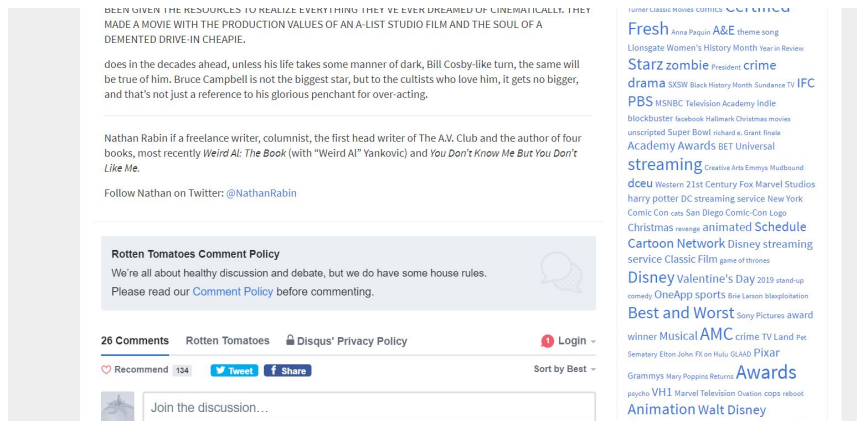 BEEN GIVEN THE RESOURCES TO REALIZE EVERYTHING THEY'VE EVER DREAMED OF CINEMATICALLY. THEY
MADE A MOVIE WITH THE PRODUCTION VALUES OF AN A-LIST STUDIO FILM AND THE SOUL OF A
DEMENTED DRIVE-IN CHEAPIE.
does in the decades ahead, unless his life takes some manner of dark, Bill Cosby-like turn, the same will
be true of him. Bruce Campbell is not the biggest star, but to the cultists who love him, it gets no bigger,
and that's not just a reference to his glorious penchant for over-acting.
Nathan Rabin if a freelance writer, columnist, the first head writer of The A.V. Club and the author of four
books, most recently Weird Al: The Book (with "Weird Al" Yankovic) and You Don't Know Me But You Don't
Like Me.
Follow Nathan on Twitter: @NathanRabin
Rotten Tomatoes Comment Policy
We're all about healthy discussion and debate, but we do have some house rules.
Please read our Comment Policy before commenting.
26 Comments Rotten Tomatoes Disqus' Privacy Policy 1 Login
Recommend 134 Tweet f Share Sort by Best
Join the discussion…
Turner Classic Movies comics Certified
Fresh Anna Paquin A&E theme song
Lionsgate Women's History Month Year in Review
Starz zombie President crime
drama SXSW Black History Month Sundance TV IFC
PBS MSNBC Television Academy indie
blockbuster facebook Hallmark Christmas movies
unscripted Super Bowl richard e. Grant finale
Academy Awards BET Universal
streaming Creative Arts Emmys Mudbound
dceu Western 21st Century Fox Marvel Studios
harry potter DC streaming service New York
Comic Con cats San Diego Comic-Con Logo
Christmas revenge animated Schedule
Cartoon Network Disney streaming
service Classic Film game of thrones
Disney Valentine's Day 2019 stand-up
comedy OneApp sports Brie Larson blaxploitation
Best and Worst Sony Pictures award
winner Musical AMC crime TV Land Pet
Sematary Elton John FX on Hulu GLAAD Pixar
Grammys Mary Poppins Returns Awards
psycho VH1 Marvel Television Ovation cops reboot
Animation Walt Disney